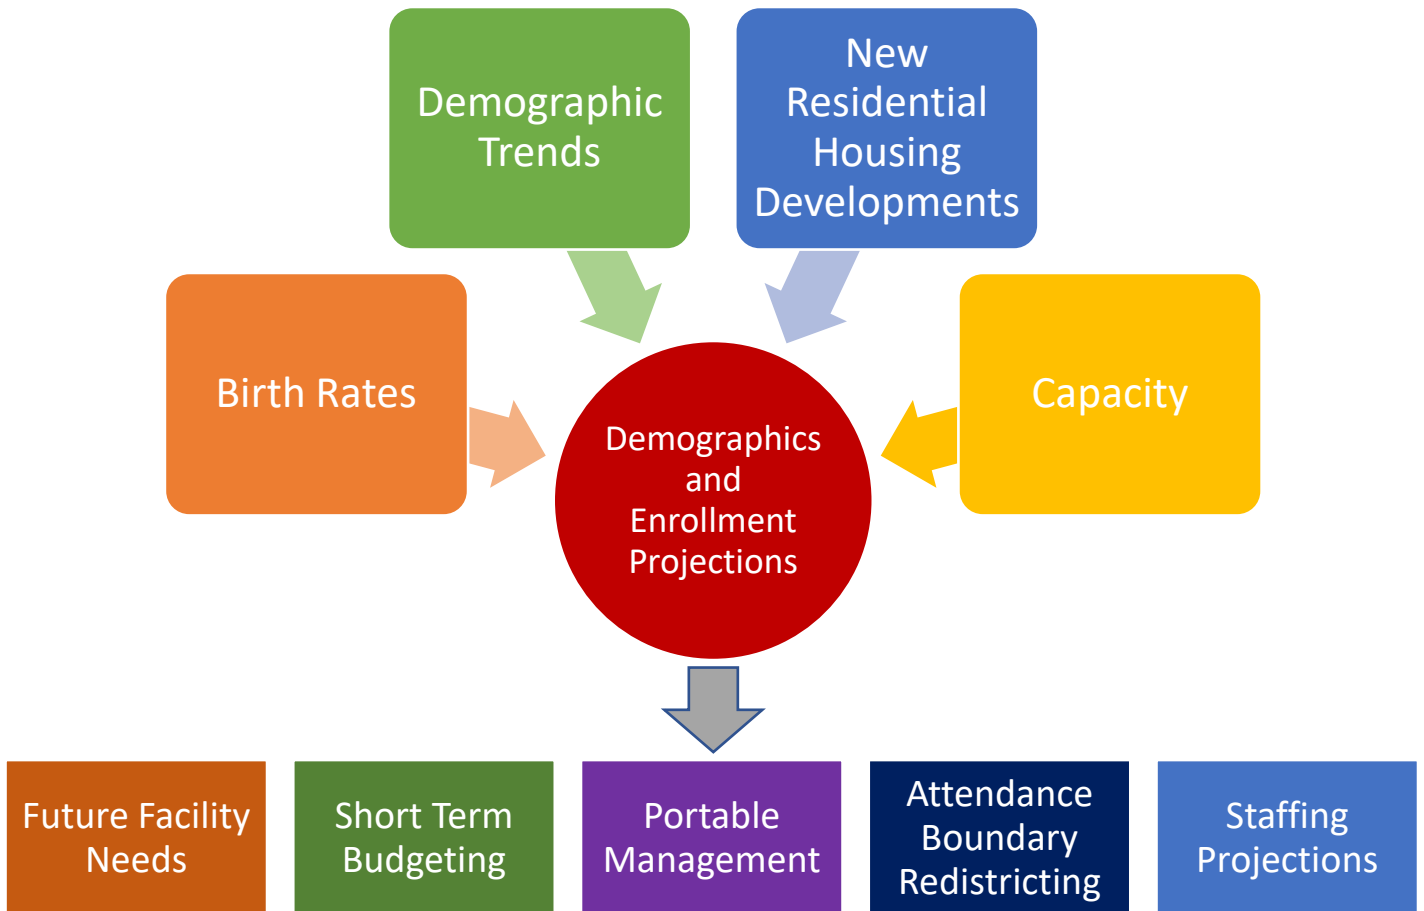 Demographic
Trends
New
Residential
Housing
Developments
Birth Rates
Capacity
Demographics
and
Enrollment
Projections
Future Facility
Needs
Short Term
Budgeting
Portable
Management
Attendance
Boundary
Redistricting
Staffing
Projections